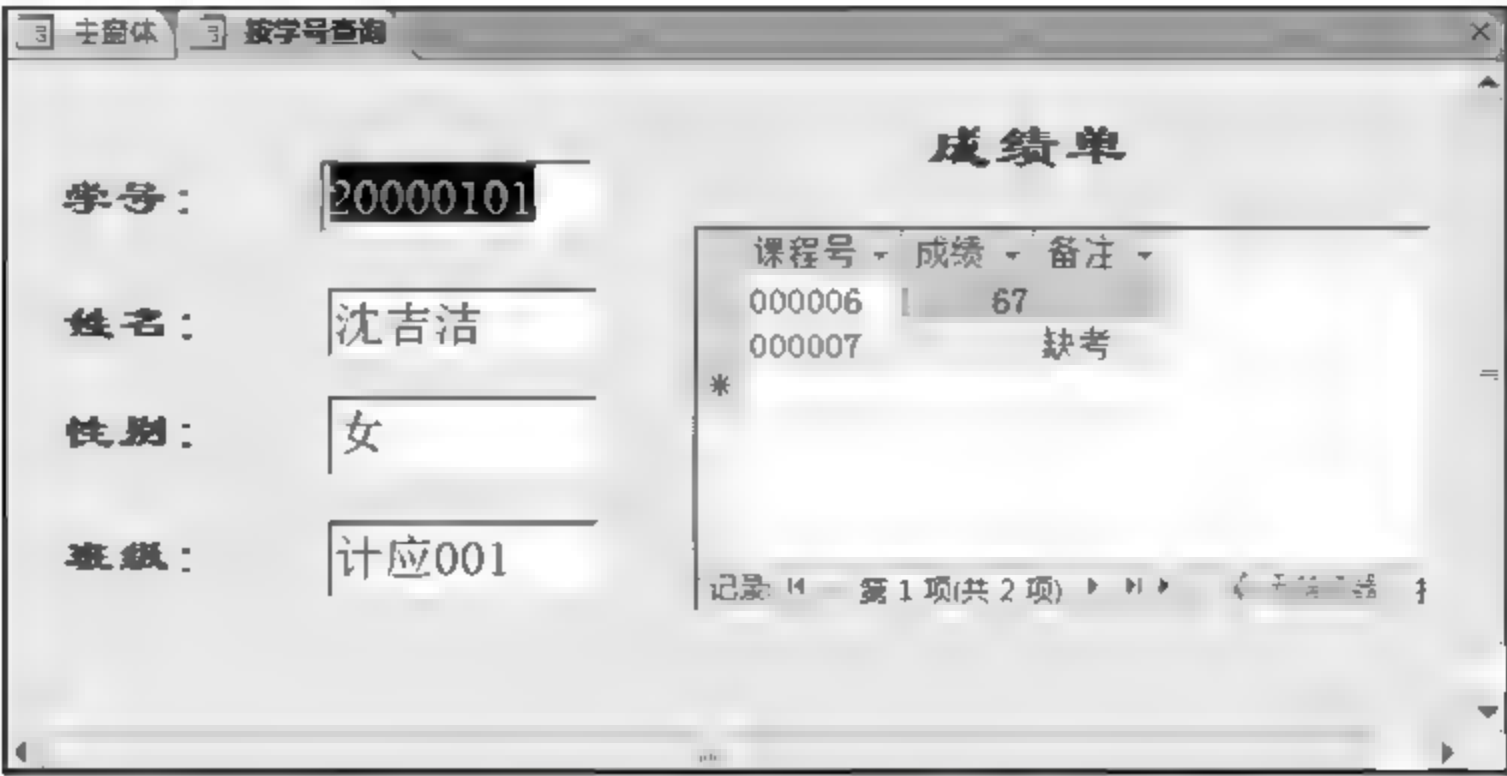 主窗体 按学号查询
成绩单
学号: 20000101
姓名: 沈吉洁
性别: 女
班级: 计应001
课程号 成绩 备注
000006 67
000007 缺考
记录: 第 1 项(共 2 项)